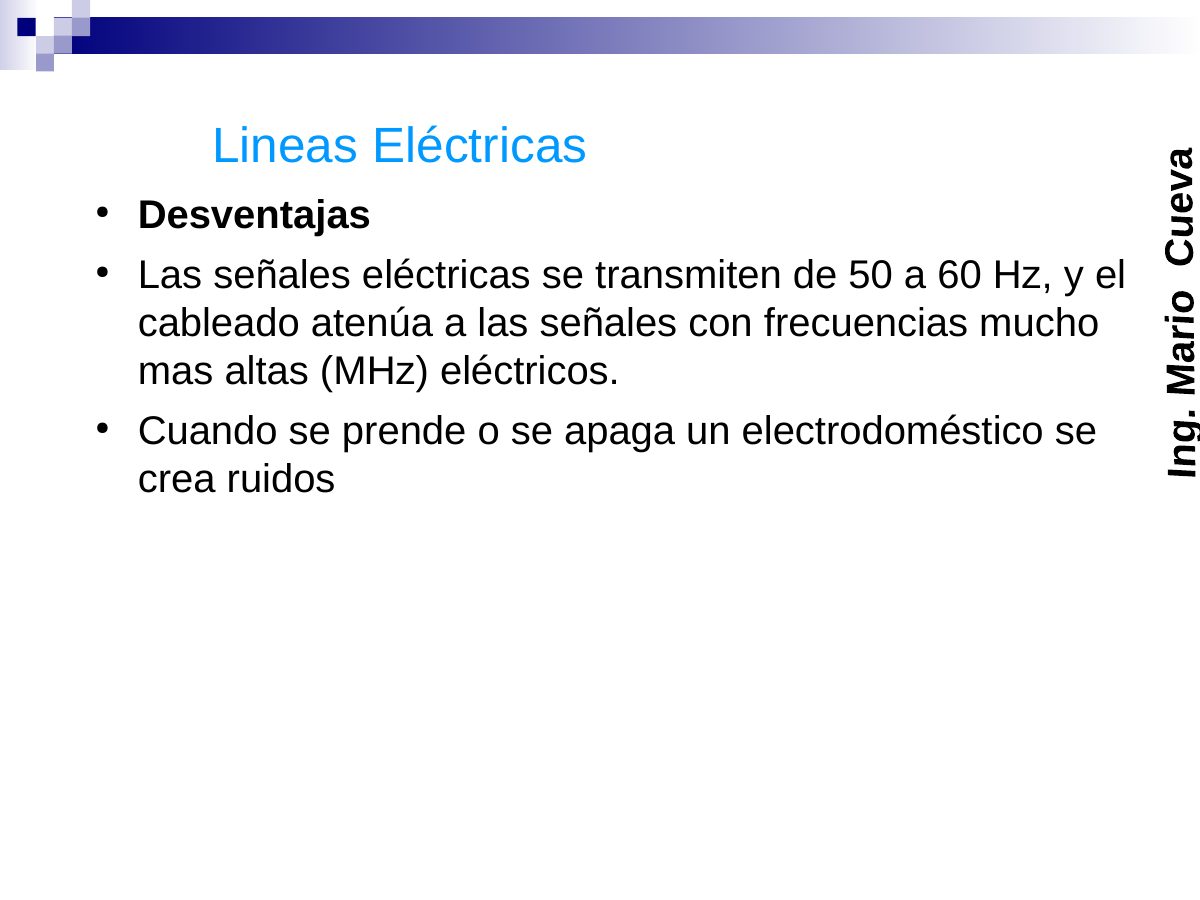 Lineas Eléctricas
• Desventajas
• Las señales eléctricas se transmiten de 50 a 60 Hz, y el
cableado atenúa a las señales con frecuencias mucho
mas altas (MHz) eléctricos.
• Cuando se prende o se apaga un electrodoméstico se
crea ruidos
Ing. Mario Cueva